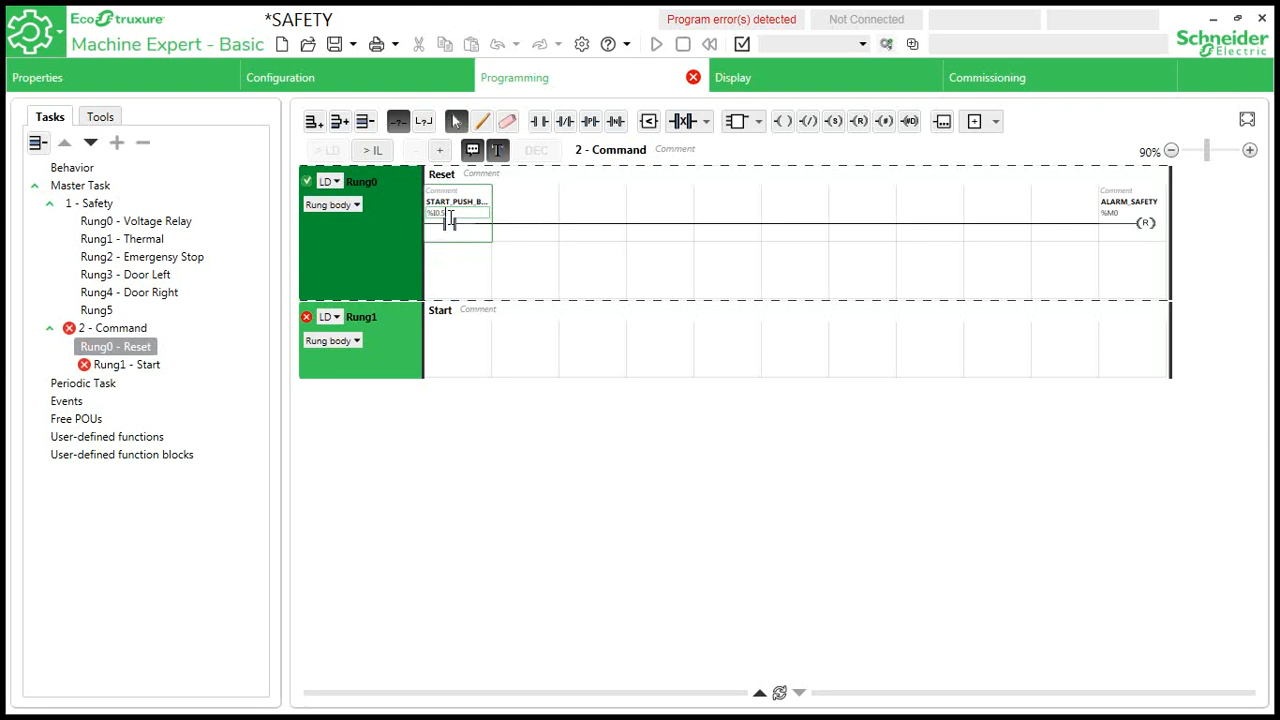 EcoStruxure
Machine Expert - Basic
*SAFETY
Program error(s) detected
Not Connected
Schneider
Electric
Properties
Configuration
Programming
Display
Commissioning
Tasks
Tools
Behavior
Master Task
1 - Safety
Rung0 - Voltage Relay
Rung1 - Thermal
Rung2 - Emergensy Stop
Rung3 - Door Left
Rung4 - Door Right
Rung5
2 - Command
Rung0 - Reset
Rung1 - Start
Periodic Task
Events
Free POUs
User-defined functions
User-defined function blocks
> LD
> IL
DEC
2 - Command
Comment
90%
LD
Rung0
Rung body
Reset
Comment
Comment
START_PUSH_B...
%I0.5
Comment
ALARM_SAFETY
%M0
R
LD
Rung1
Rung body
Start
Comment